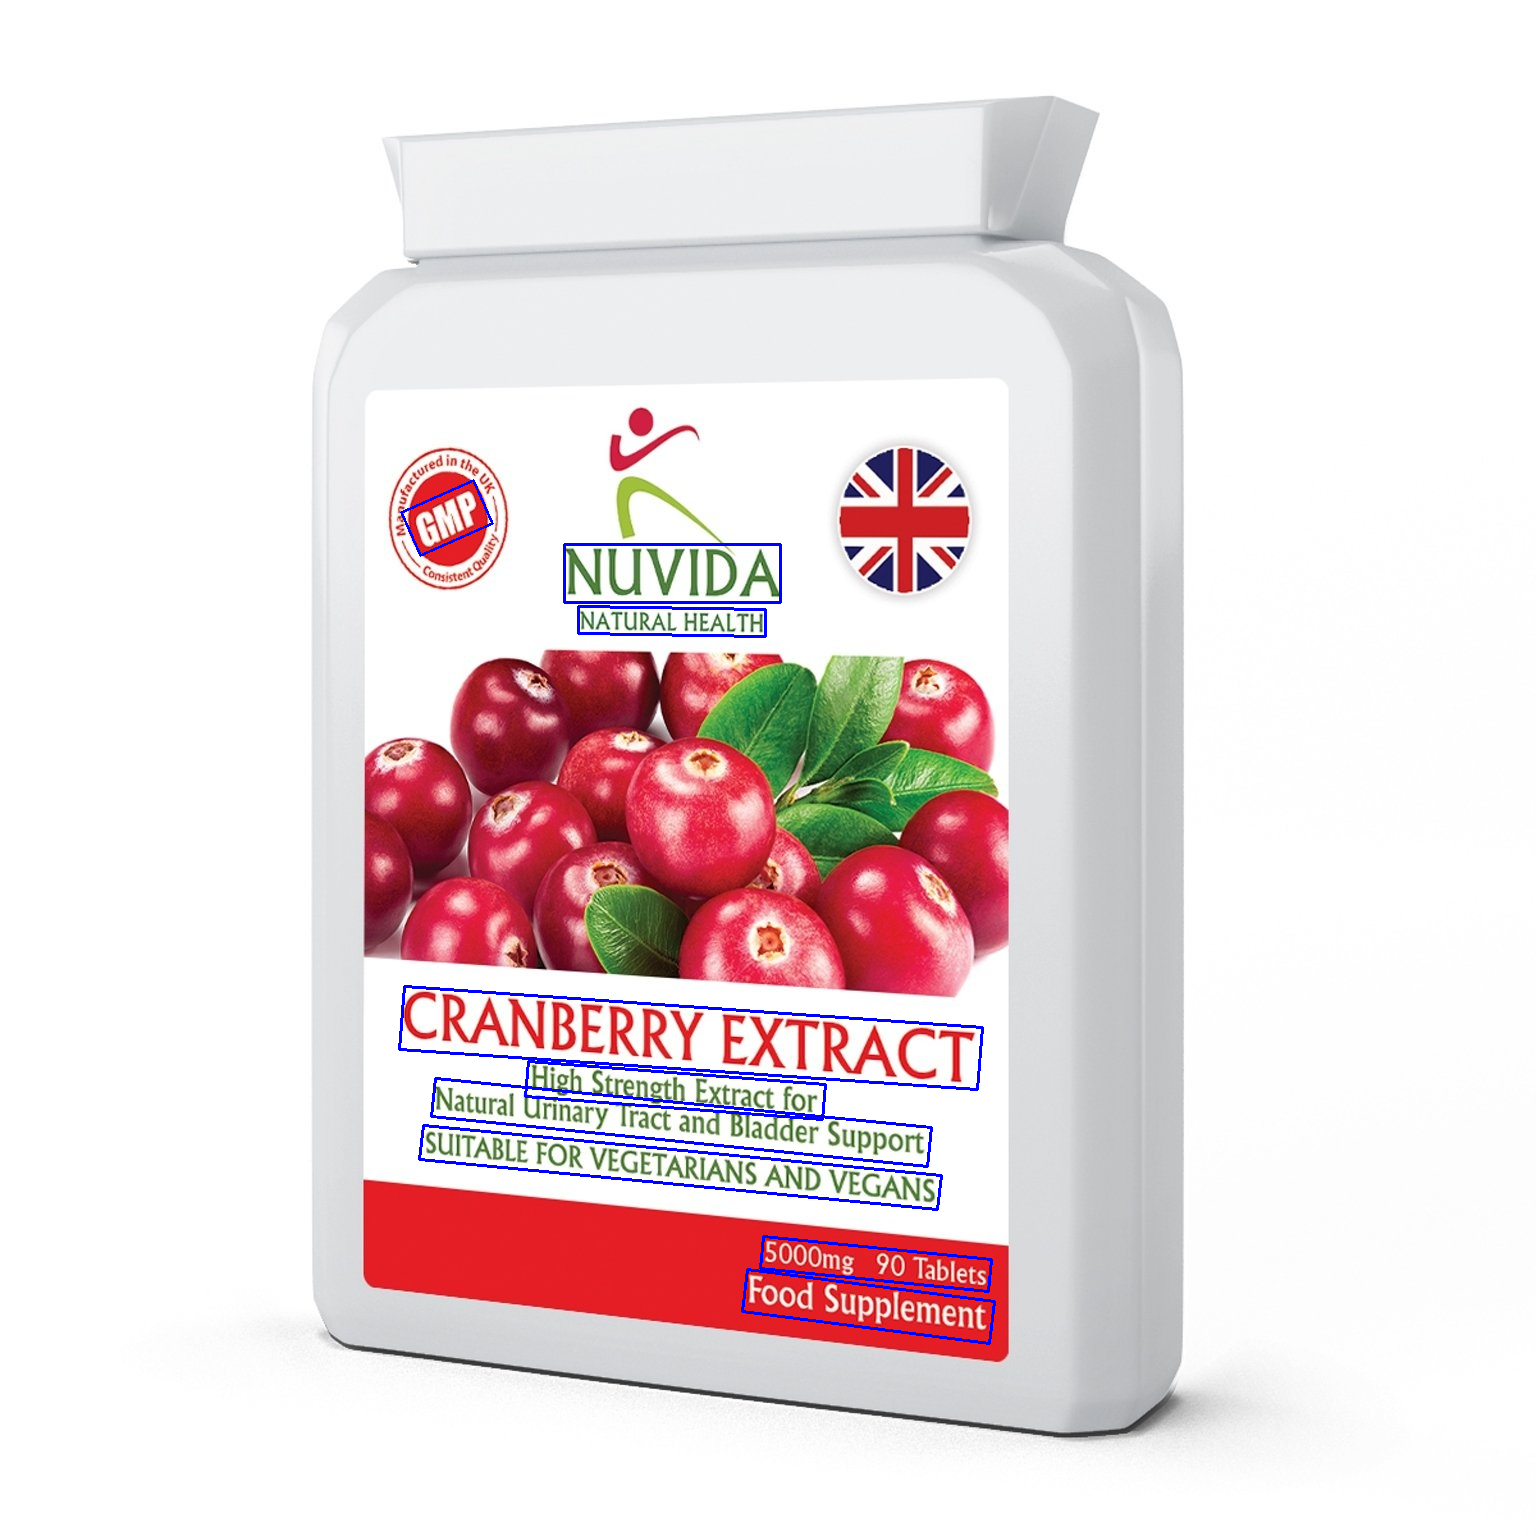 Manufactured in the UK
GMP
Consistent Quality
NUVIDA
NATURAL HEALTH
CRANBERRY EXTRACT
High Strength Extract for
Natural Urinary Tract and Bladder Support
SUITABLE FOR VEGETARIANS AND VEGANS
5000mg 90 Tablets
Food Supplement